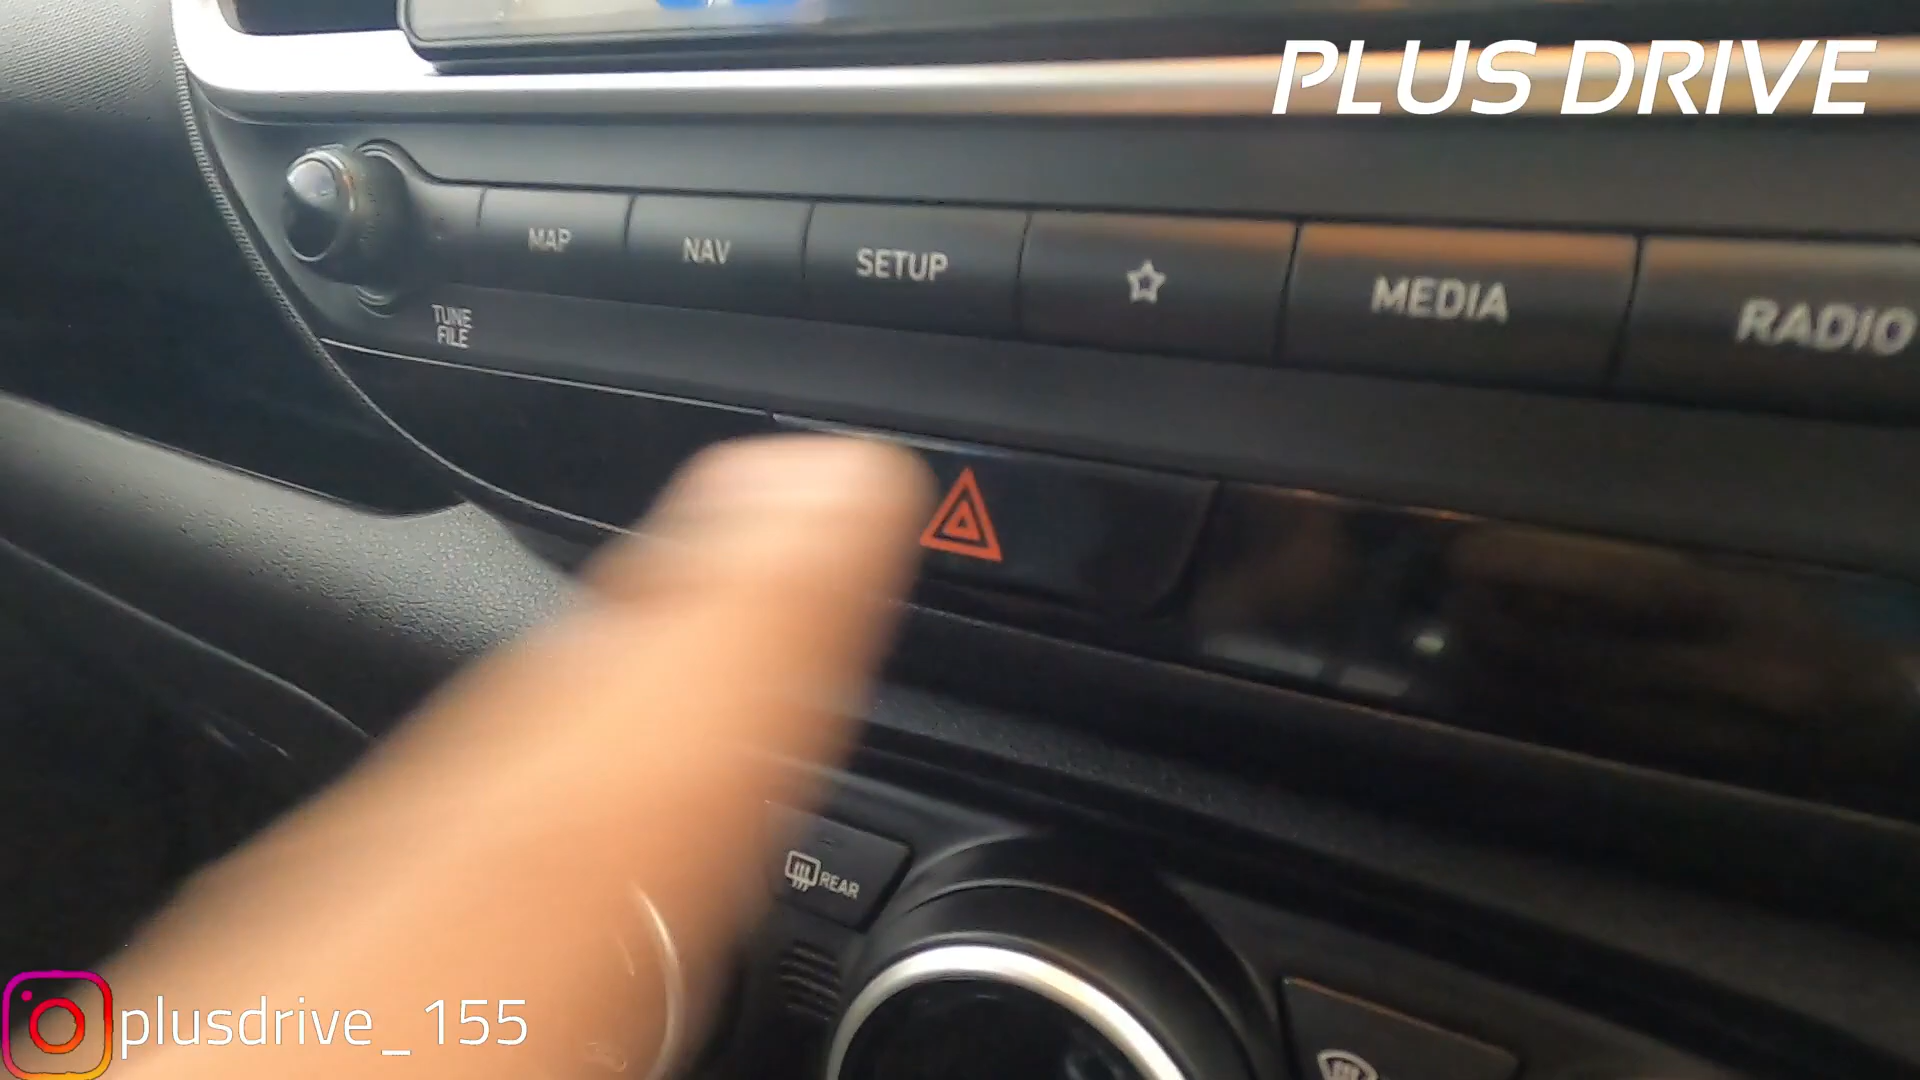 PLUS DRIVE
MAP
NAV
SETUP
MEDIA
RADIO
TUNE
FILE
REAR
plusdrive_155